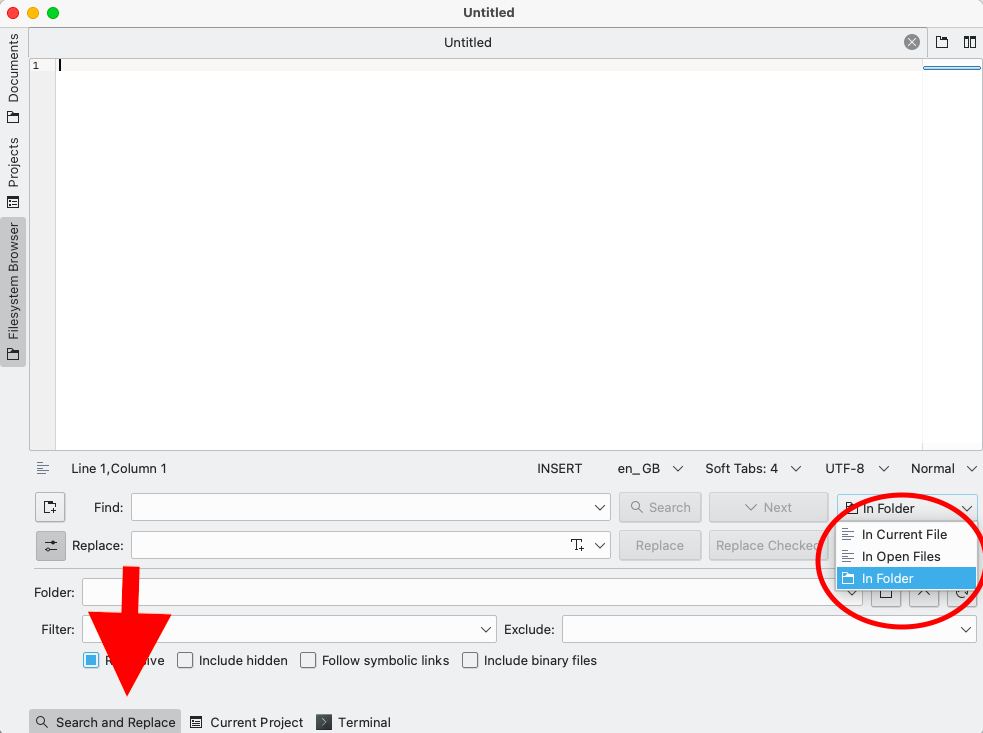 Untitled
Untitled
Documents
Projects
Filesystem Browser
1
Line 1,Column 1 INSERT en_GB Soft Tabs: 4 UTF-8 Normal
Find: Search Next In Folder
In Current File
Replace: Replace Replace Checked
In Open Files
In Folder
Folder:
Filter: Exclude:
Include hidden Follow symbolic links Include binary files
Search and Replace Current Project Terminal